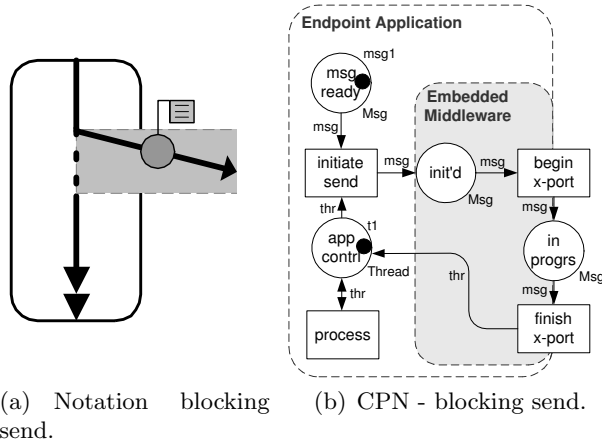 Endpoint Application
msg1
msg
ready
Msg
Embedded
Middleware
msg
initiate
send
msg
init'd
msg
begin
x-port
Msg
thr
msg
t1
app
contrl
Thread
in
progrs
Msg
thr
thr
msg
process
finish
x-port
(a) Notation blocking
send.
(b) CPN - blocking send.